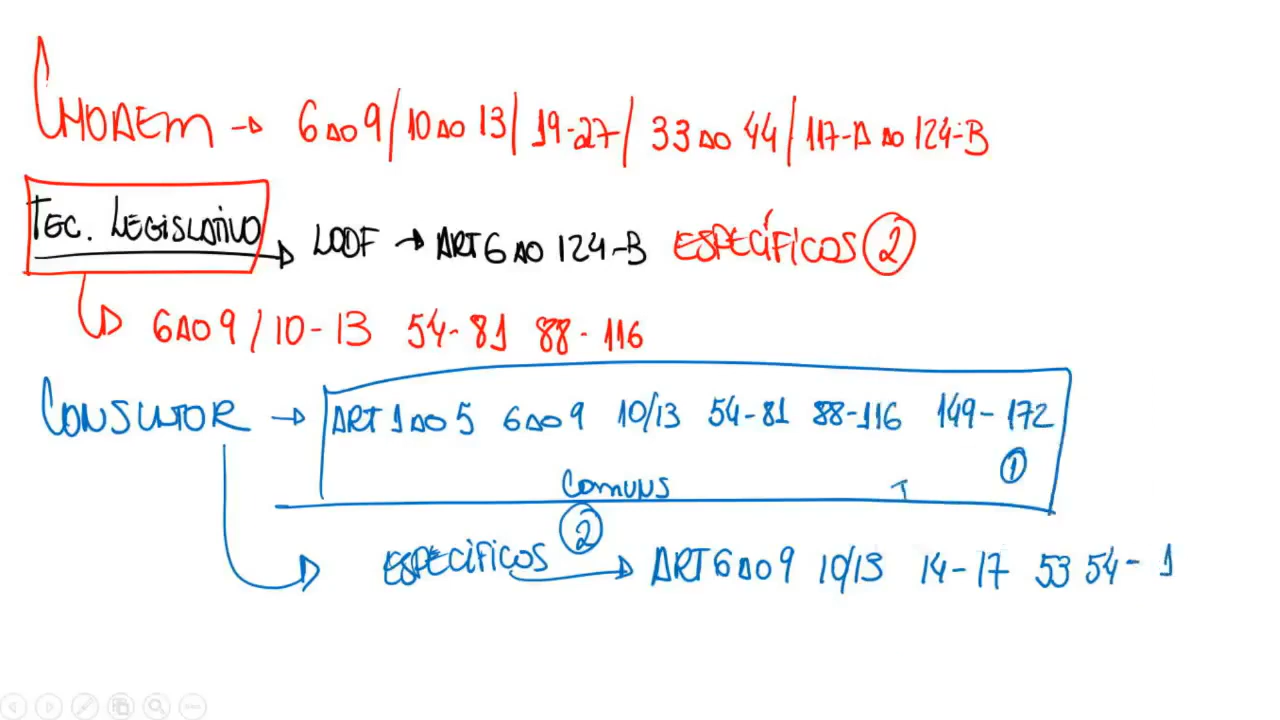 CMODEM → 6 AO 9 / 10 AO 13 / 19-27 / 33 AO 44 / 117-A AO 124-B
TEC. LEGISLATIVO → LODF → ART 6 AO 124-B ESPECÍFICOS 2
6 AO 9 / 10-13 54-81 88-116
CONSULTOR → ART 1 AO 5 6 AO 9 10/13 54-81 88-116 149-172
1
COMUNS
ESPECÍFICOS 2 → ART 6 AO 9 10/13 14-17 53 54- 1